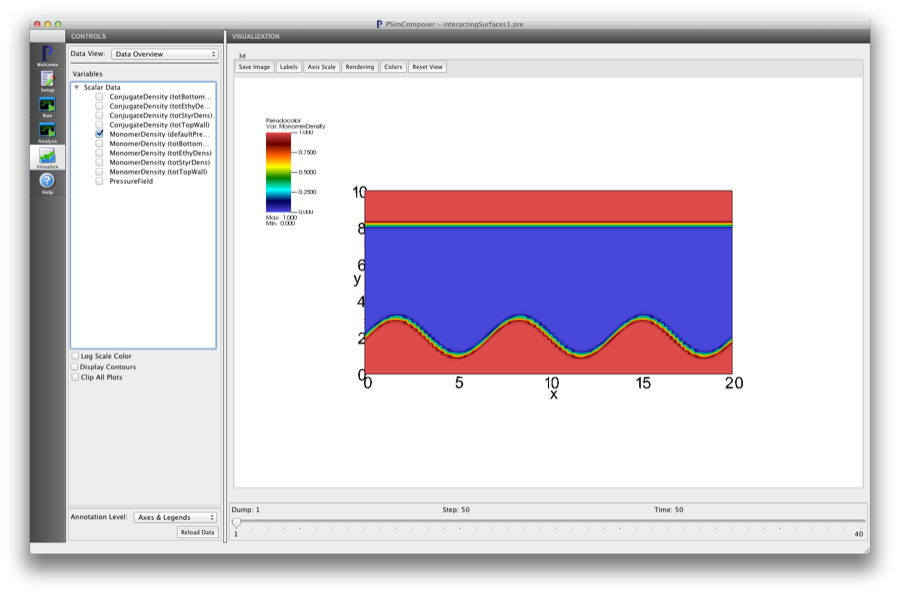 PSimComposer - interactingSurfaces1.pre
CONTROLS
VISUALIZATION
Welcome
Setup
Run
Analyze
Visualize
Help
Data View: Data Overview
Variables
Scalar Data
ConjugateDensity (totBottom...
ConjugateDensity (totEthyDe...
ConjugateDensity (totStyrDens)
ConjugateDensity (totTopWall)
MonomerDensity (defaultPre...
MonomerDensity (totBottom...
MonomerDensity (totEthyDens)
MonomerDensity (totStyrDens)
MonomerDensity (totTopWall)
PressureField
Log Scale Color
Display Contours
Clip All Plots
Annotation Level: Axes & Legends
Reload Data
3d
Save Image Labels Axis Scale Rendering Colors Reset View
Pseudocolor
Var: MonomerDensity
1.000
0.7500
0.5000
0.2500
0.000
Max: 1.000
Min: 0.000
10
8
6
y
4
2
0
0 5 10 15 20
x
Dump: 1 Step: 50 Time: 50
1 40